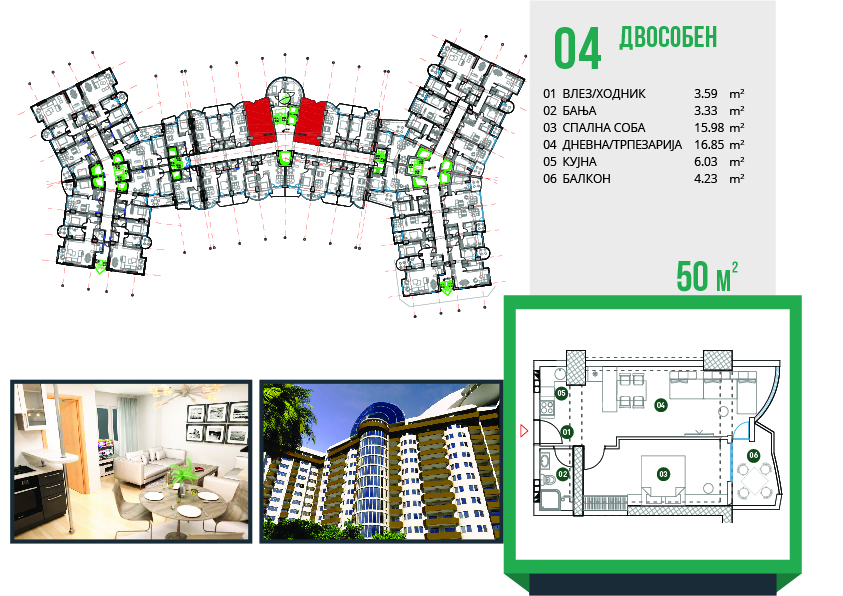 04 ДВОСОБЕН
01 ВЛЕЗ/ХОДНИК 3.59 m²
02 БАЊА 3.33 m²
03 СПАЛНА СОБА 15.98 m²
04 ДНЕВНА/ТРПЕЗАРИЈА 16.85 m²
05 КУЈНА 6.03 m²
06 БАЛКОН 4.23 m²
50 м²
05
04
01
06
02
03